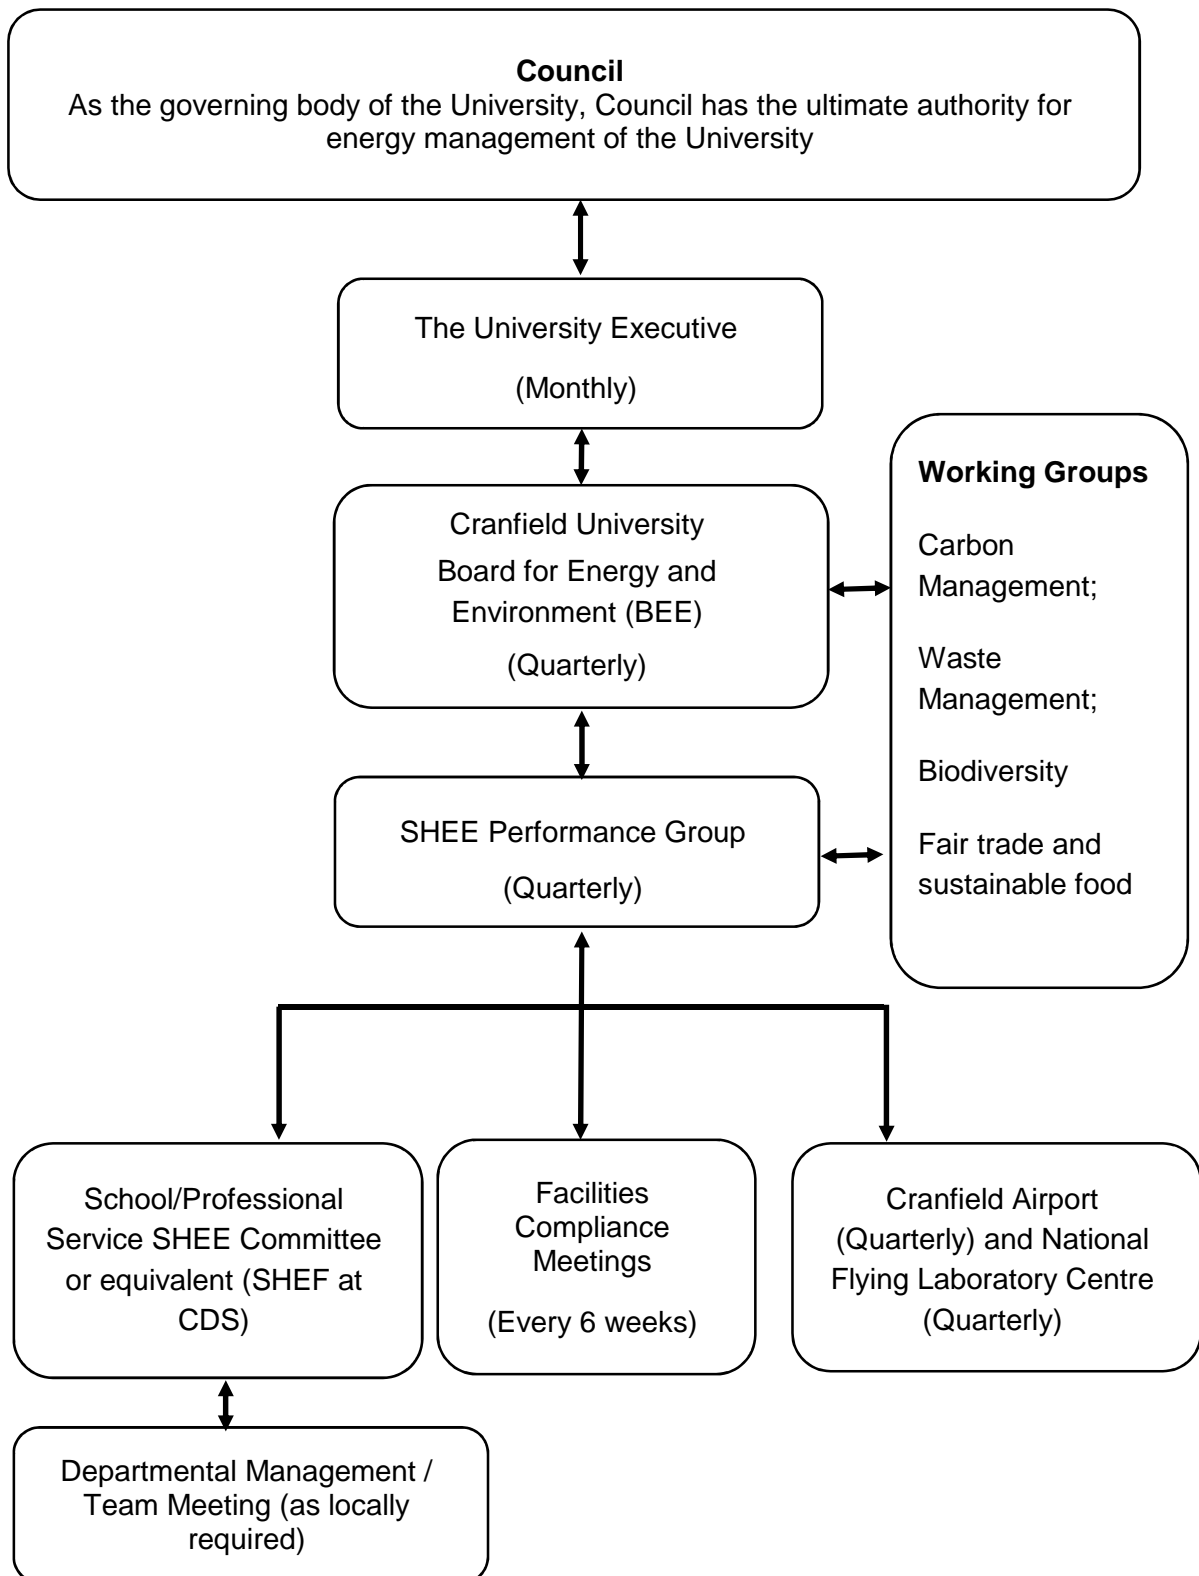 Council
As the governing body of the University, Council has the ultimate authority for
energy management of the University
The University Executive
(Monthly)
Cranfield University
Board for Energy and
Environment (BEE)
(Quarterly)
Working Groups
Carbon
Management;
Waste
Management;
Biodiversity
Fair trade and
sustainable food
SHEE Performance Group
(Quarterly)
School/Professional
Service SHEE Committee
or equivalent (SHEF at
CDS)
Facilities
Compliance
Meetings
(Every 6 weeks)
Cranfield Airport
(Quarterly) and National
Flying Laboratory Centre
(Quarterly)
Departmental Management /
Team Meeting (as locally
required)